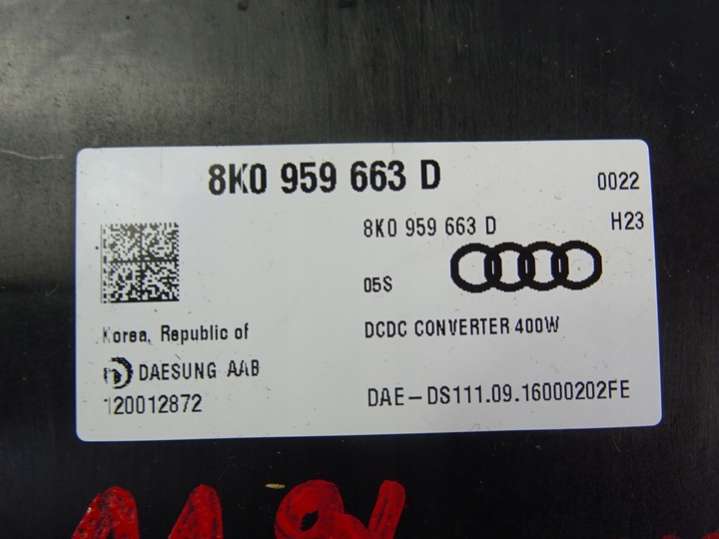 8K0 959 663 D
0022
8K0 959 663 D
H23
05S
Korea, Republic of
DCDC CONVERTER 400W
DAESUNG AAB
120012872
DAE-DS111.09.16000202FE